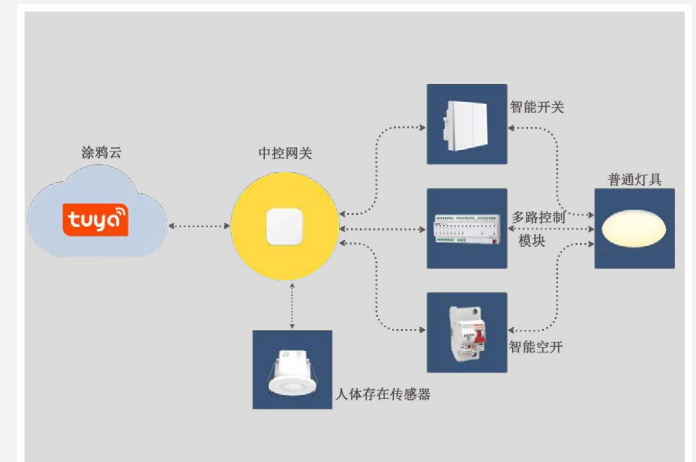 智能开关
涂鸦云
中控网关
普通灯具
tuya
多路控制
模块
智能空开
人体存在传感器